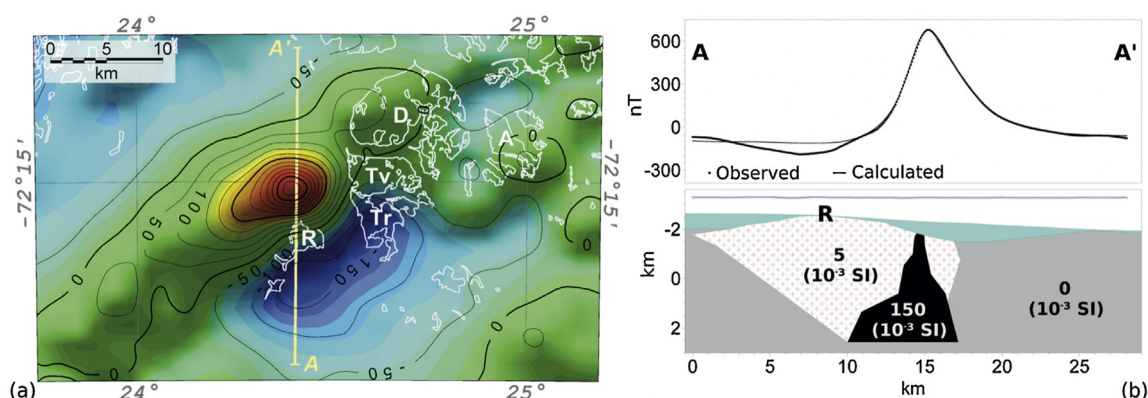 24° 25°
0 5 10
km
A'
-50
D
0
A
0
-72°15'
-72°15'
100
Tv
50
Tr
R
0
-150
0
A
-50
24° 25°
(a)
600
A A'
300
nT
0
-300
· Observed — Calculated
R
-2
5
(10⁻³ SI)
km
0
0
(10⁻³ SI)
150
(10⁻³ SI)
2
0 5 10 15 20 25
km
(b)